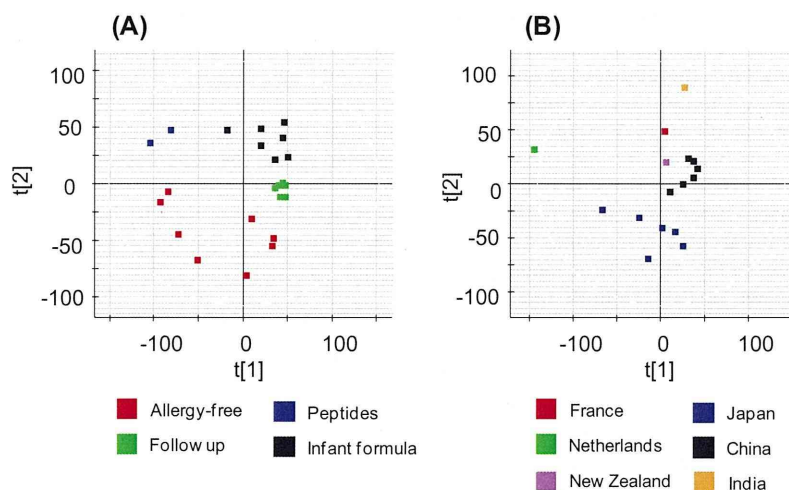 (A)
100
50
0
-50
-100
t[2]
-100 0 100
t[1]
Allergy-free Peptides
Follow up Infant formula
(B)
100
50
0
-50
-100
t[2]
-100 0 100
t[1]
France Japan
Netherlands China
New Zealand India